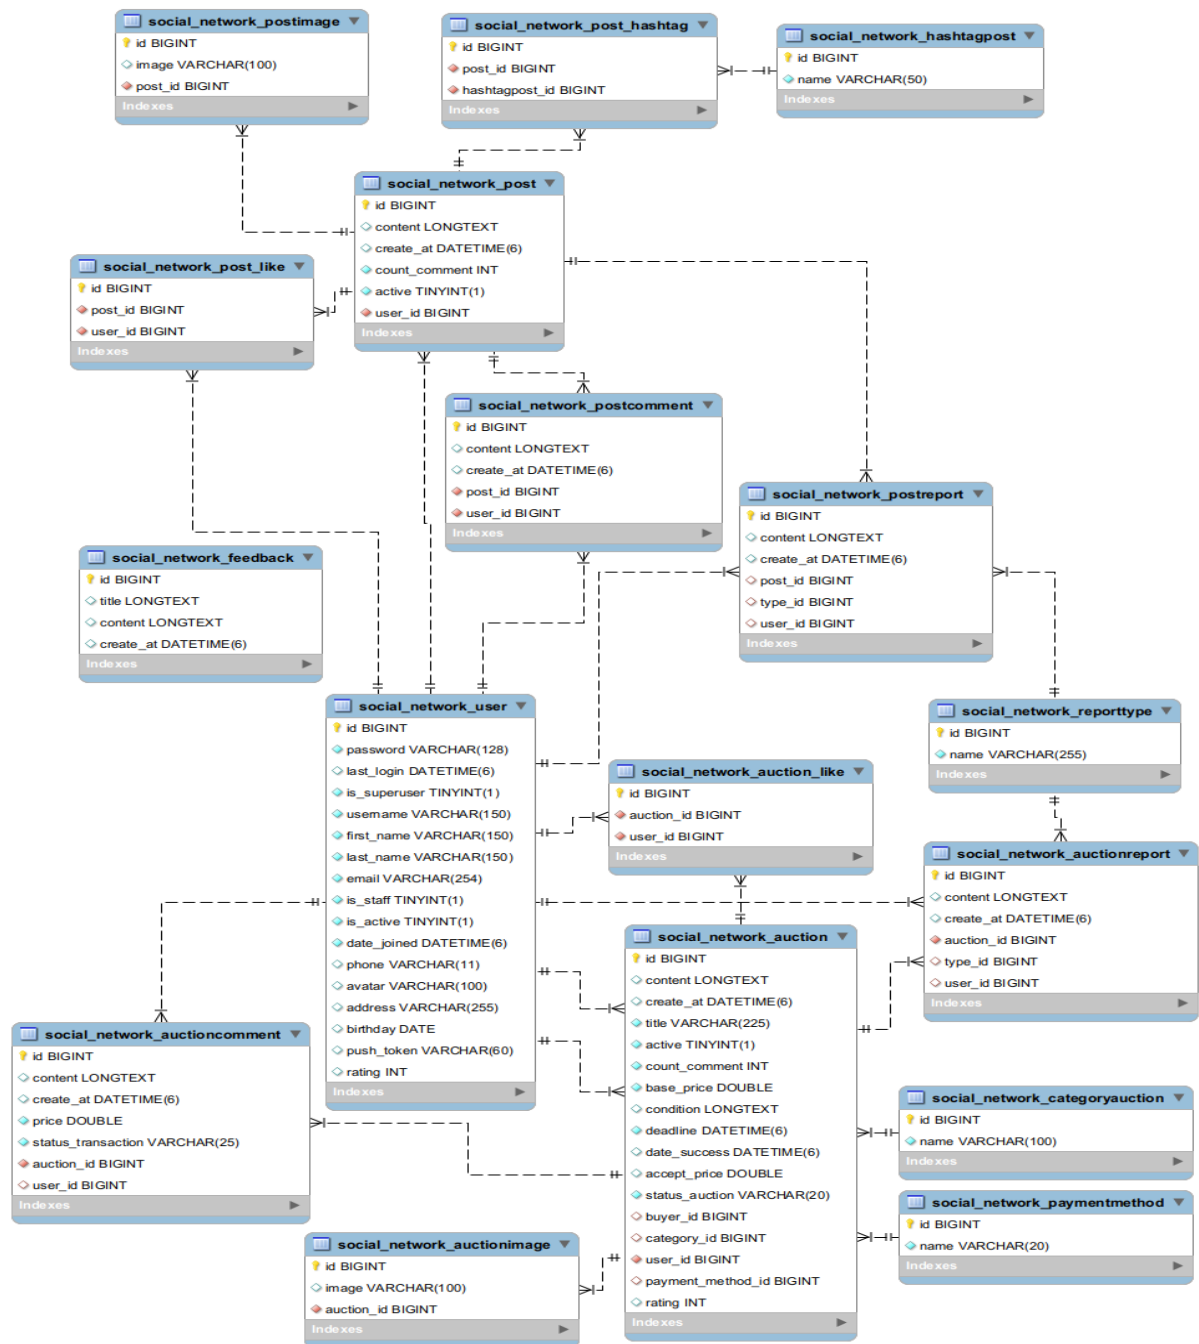 social_network_postimage
id BIGINT
image VARCHAR(100)
post_id BIGINT
Indexes
social_network_post_hashtag
id BIGINT
post_id BIGINT
hashtagpost_id BIGINT
Indexes
social_network_hashtagpost
id BIGINT
name VARCHAR(50)
Indexes
social_network_post
id BIGINT
content LONGTEXT
create_at DATETIME(6)
count_comment INT
active TINYINT(1)
user_id BIGINT
Indexes
social_network_post_like
id BIGINT
post_id BIGINT
user_id BIGINT
Indexes
social_network_postcomment
id BIGINT
content LONGTEXT
create_at DATETIME(6)
post_id BIGINT
user_id BIGINT
Indexes
social_network_postreport
id BIGINT
content LONGTEXT
create_at DATETIME(6)
post_id BIGINT
type_id BIGINT
user_id BIGINT
Indexes
social_network_feedback
id BIGINT
title LONGTEXT
content LONGTEXT
create_at DATETIME(6)
Indexes
social_network_user
id BIGINT
password VARCHAR(128)
last_login DATETIME(6)
is_superuser TINYINT(1)
username VARCHAR(150)
first_name VARCHAR(150)
last_name VARCHAR(150)
email VARCHAR(254)
is_staff TINYINT(1)
is_active TINYINT(1)
date_joined DATETIME(6)
phone VARCHAR(11)
avatar VARCHAR(100)
address VARCHAR(255)
birthday DATE
push_token VARCHAR(60)
rating INT
Indexes
social_network_reporttype
id BIGINT
name VARCHAR(255)
Indexes
social_network_auction_like
id BIGINT
auction_id BIGINT
user_id BIGINT
Indexes
social_network_auctionreport
id BIGINT
content LONGTEXT
create_at DATETIME(6)
auction_id BIGINT
type_id BIGINT
user_id BIGINT
Indexes
social_network_auction
id BIGINT
content LONGTEXT
create_at DATETIME(6)
title VARCHAR(225)
active TINYINT(1)
count_comment INT
base_price DOUBLE
condition LONGTEXT
deadline DATETIME(6)
date_success DATETIME(6)
accept_price DOUBLE
status_auction VARCHAR(20)
buyer_id BIGINT
category_id BIGINT
user_id BIGINT
payment_method_id BIGINT
rating INT
Indexes
social_network_auctioncomment
id BIGINT
content LONGTEXT
create_at DATETIME(6)
price DOUBLE
status_transaction VARCHAR(25)
auction_id BIGINT
user_id BIGINT
Indexes
social_network_categoryauction
id BIGINT
name VARCHAR(100)
Indexes
social_network_paymentmethod
id BIGINT
name VARCHAR(20)
Indexes
social_network_auctionimage
id BIGINT
image VARCHAR(100)
auction_id BIGINT
Indexes